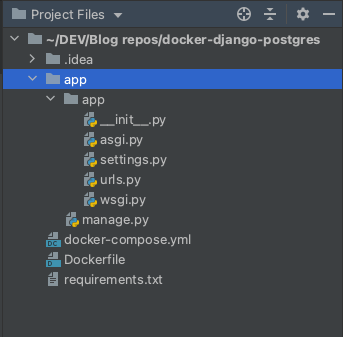 Project Files
~/DEV/Blog repos/docker-django-postgres
.idea
app
app
__init__.py
asgi.py
settings.py
urls.py
wsgi.py
manage.py
docker-compose.yml
Dockerfile
requirements.txt